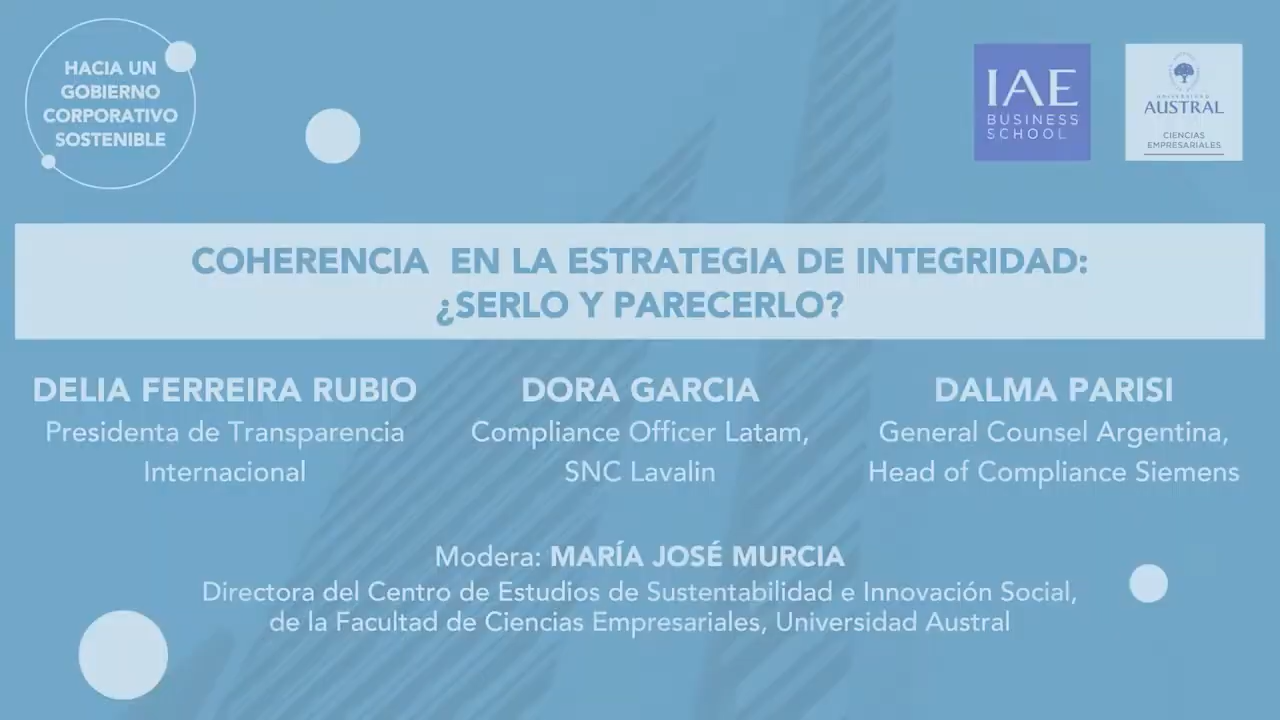 HACIA UN
GOBIERNO
CORPORATIVO
SOSTENIBLE
IAE
BUSINESS
SCHOOL
UNIVERSIDAD
AUSTRAL
CIENCIAS
EMPRESARIALES
COHERENCIA EN LA ESTRATEGIA DE INTEGRIDAD:
¿SERLO Y PARECERLO?
DELIA FERREIRA RUBIO
Presidenta de Transparencia
Internacional
DORA GARCIA
Compliance Officer Latam,
SNC Lavalin
DALMA PARISI
General Counsel Argentina,
Head of Compliance Siemens
Modera: MARÍA JOSÉ MURCIA
Directora del Centro de Estudios de Sustentabilidad e Innovación Social,
de la Facultad de Ciencias Empresariales, Universidad Austral